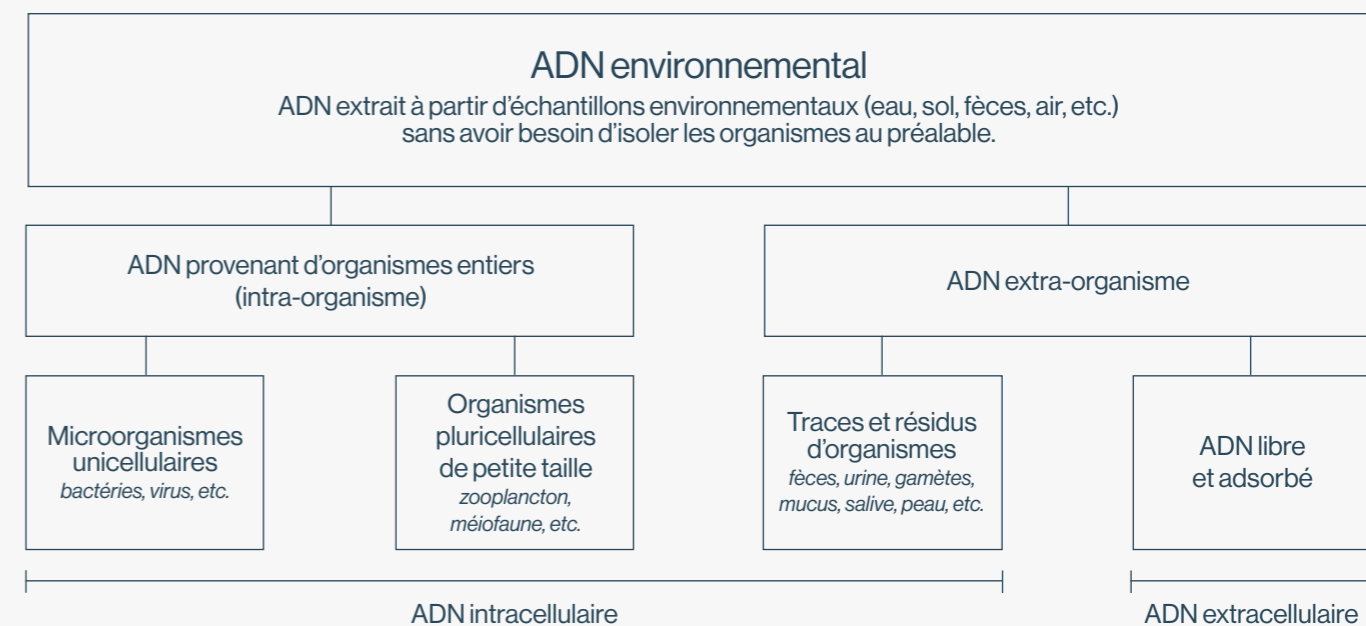 ADN environnemental
ADN extrait à partir d’échantillons environnementaux (eau, sol, fèces, air, etc.)
sans avoir besoin d’isoler les organismes au préalable.
ADN provenant d’organismes entiers
(intra-organisme)
ADN extra-organisme
Microorganismes
unicellulaires
bactéries, virus, etc.
Organismes
pluricellulaires
de petite taille
zooplancton,
méiofaune, etc.
Traces et résidus
d’organismes
fèces, urine, gamètes,
mucus, salive, peau, etc.
ADN libre
et adsorbé
ADN intracellulaire
ADN extracellulaire